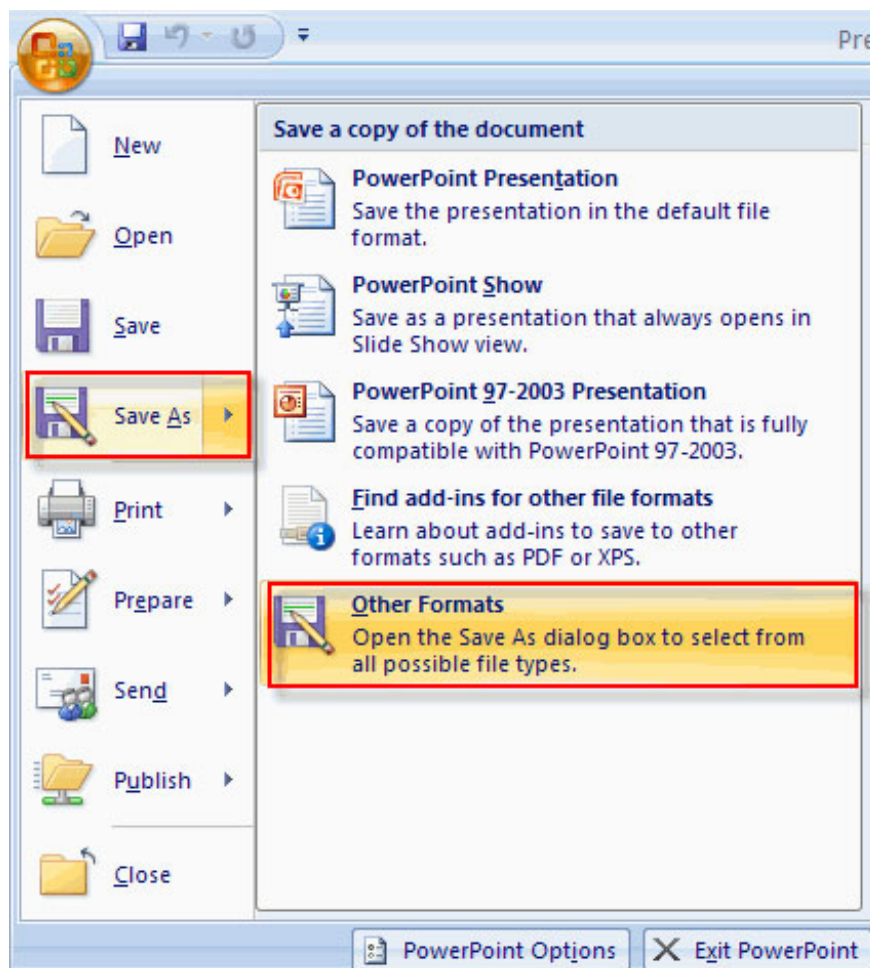 Pre
New
Open
Save
Save As
Print
Prepare
Send
Publish
Close
Save a copy of the document
PowerPoint Presentation
Save the presentation in the default file
format.
PowerPoint Show
Save as a presentation that always opens in
Slide Show view.
PowerPoint 97-2003 Presentation
Save a copy of the presentation that is fully
compatible with PowerPoint 97-2003.
Find add-ins for other file formats
Learn about add-ins to save to other
formats such as PDF or XPS.
Other Formats
Open the Save As dialog box to select from
all possible file types.
PowerPoint Options
Exit PowerPoint